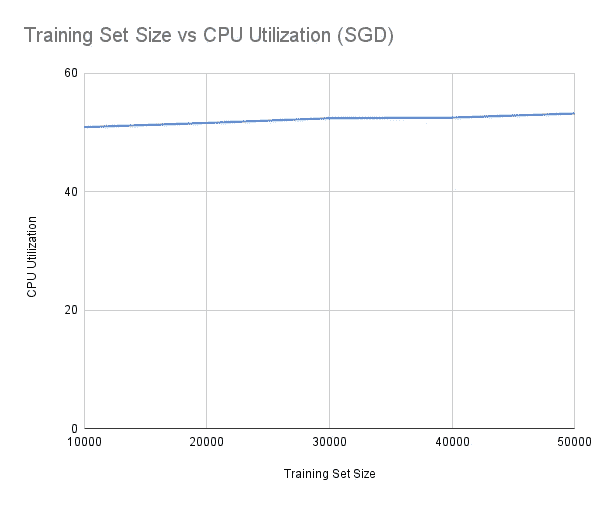 Training Set Size vs CPU Utilization (SGD)
60
40
20
0
CPU Utilization
10000 20000 30000 40000 50000
Training Set Size